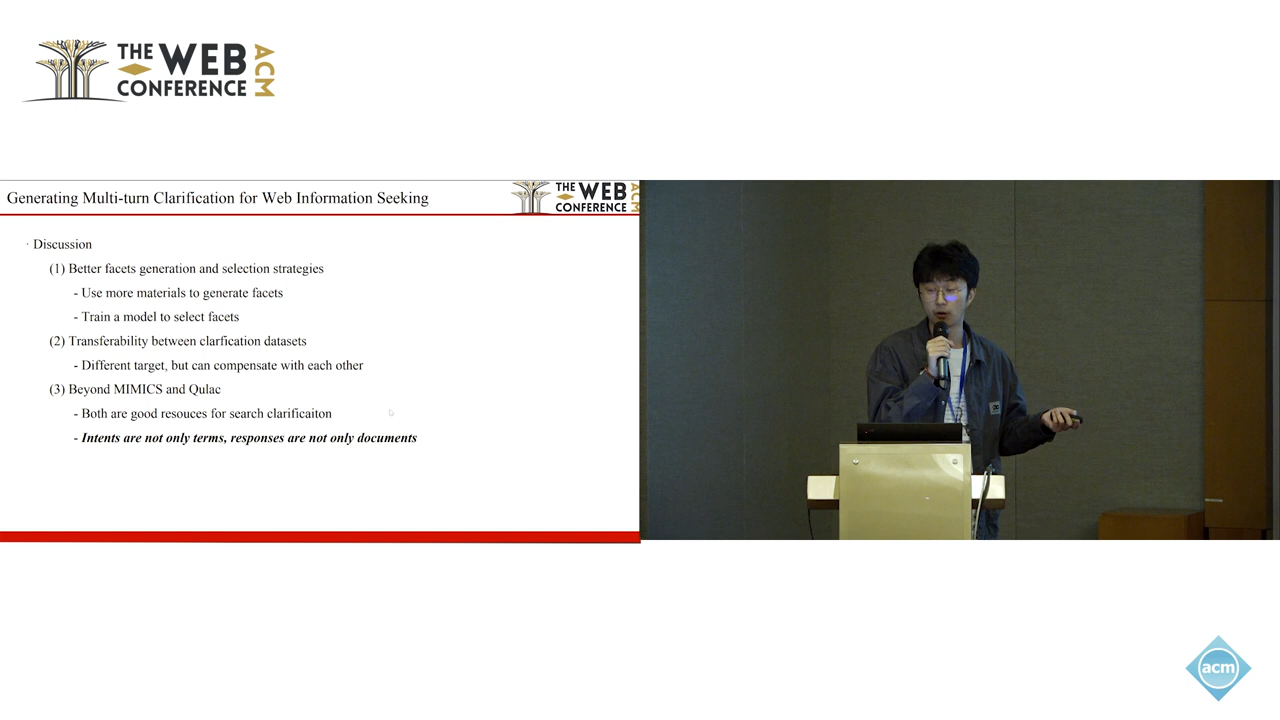 THE WEB
CONFERENCE
ACM
Generating Multi-turn Clarification for Web Information Seeking
THE WEB
CONFERENCE
ACM
· Discussion
(1) Better facets generation and selection strategies
- Use more materials to generate facets
- Train a model to select facets
(2) Transferability between clarfication datasets
- Different target, but can compensate with each other
(3) Beyond MIMICS and Qulac
- Both are good resouces for search clarificaiton
- Intents are not only terms, responses are not only documents
acm